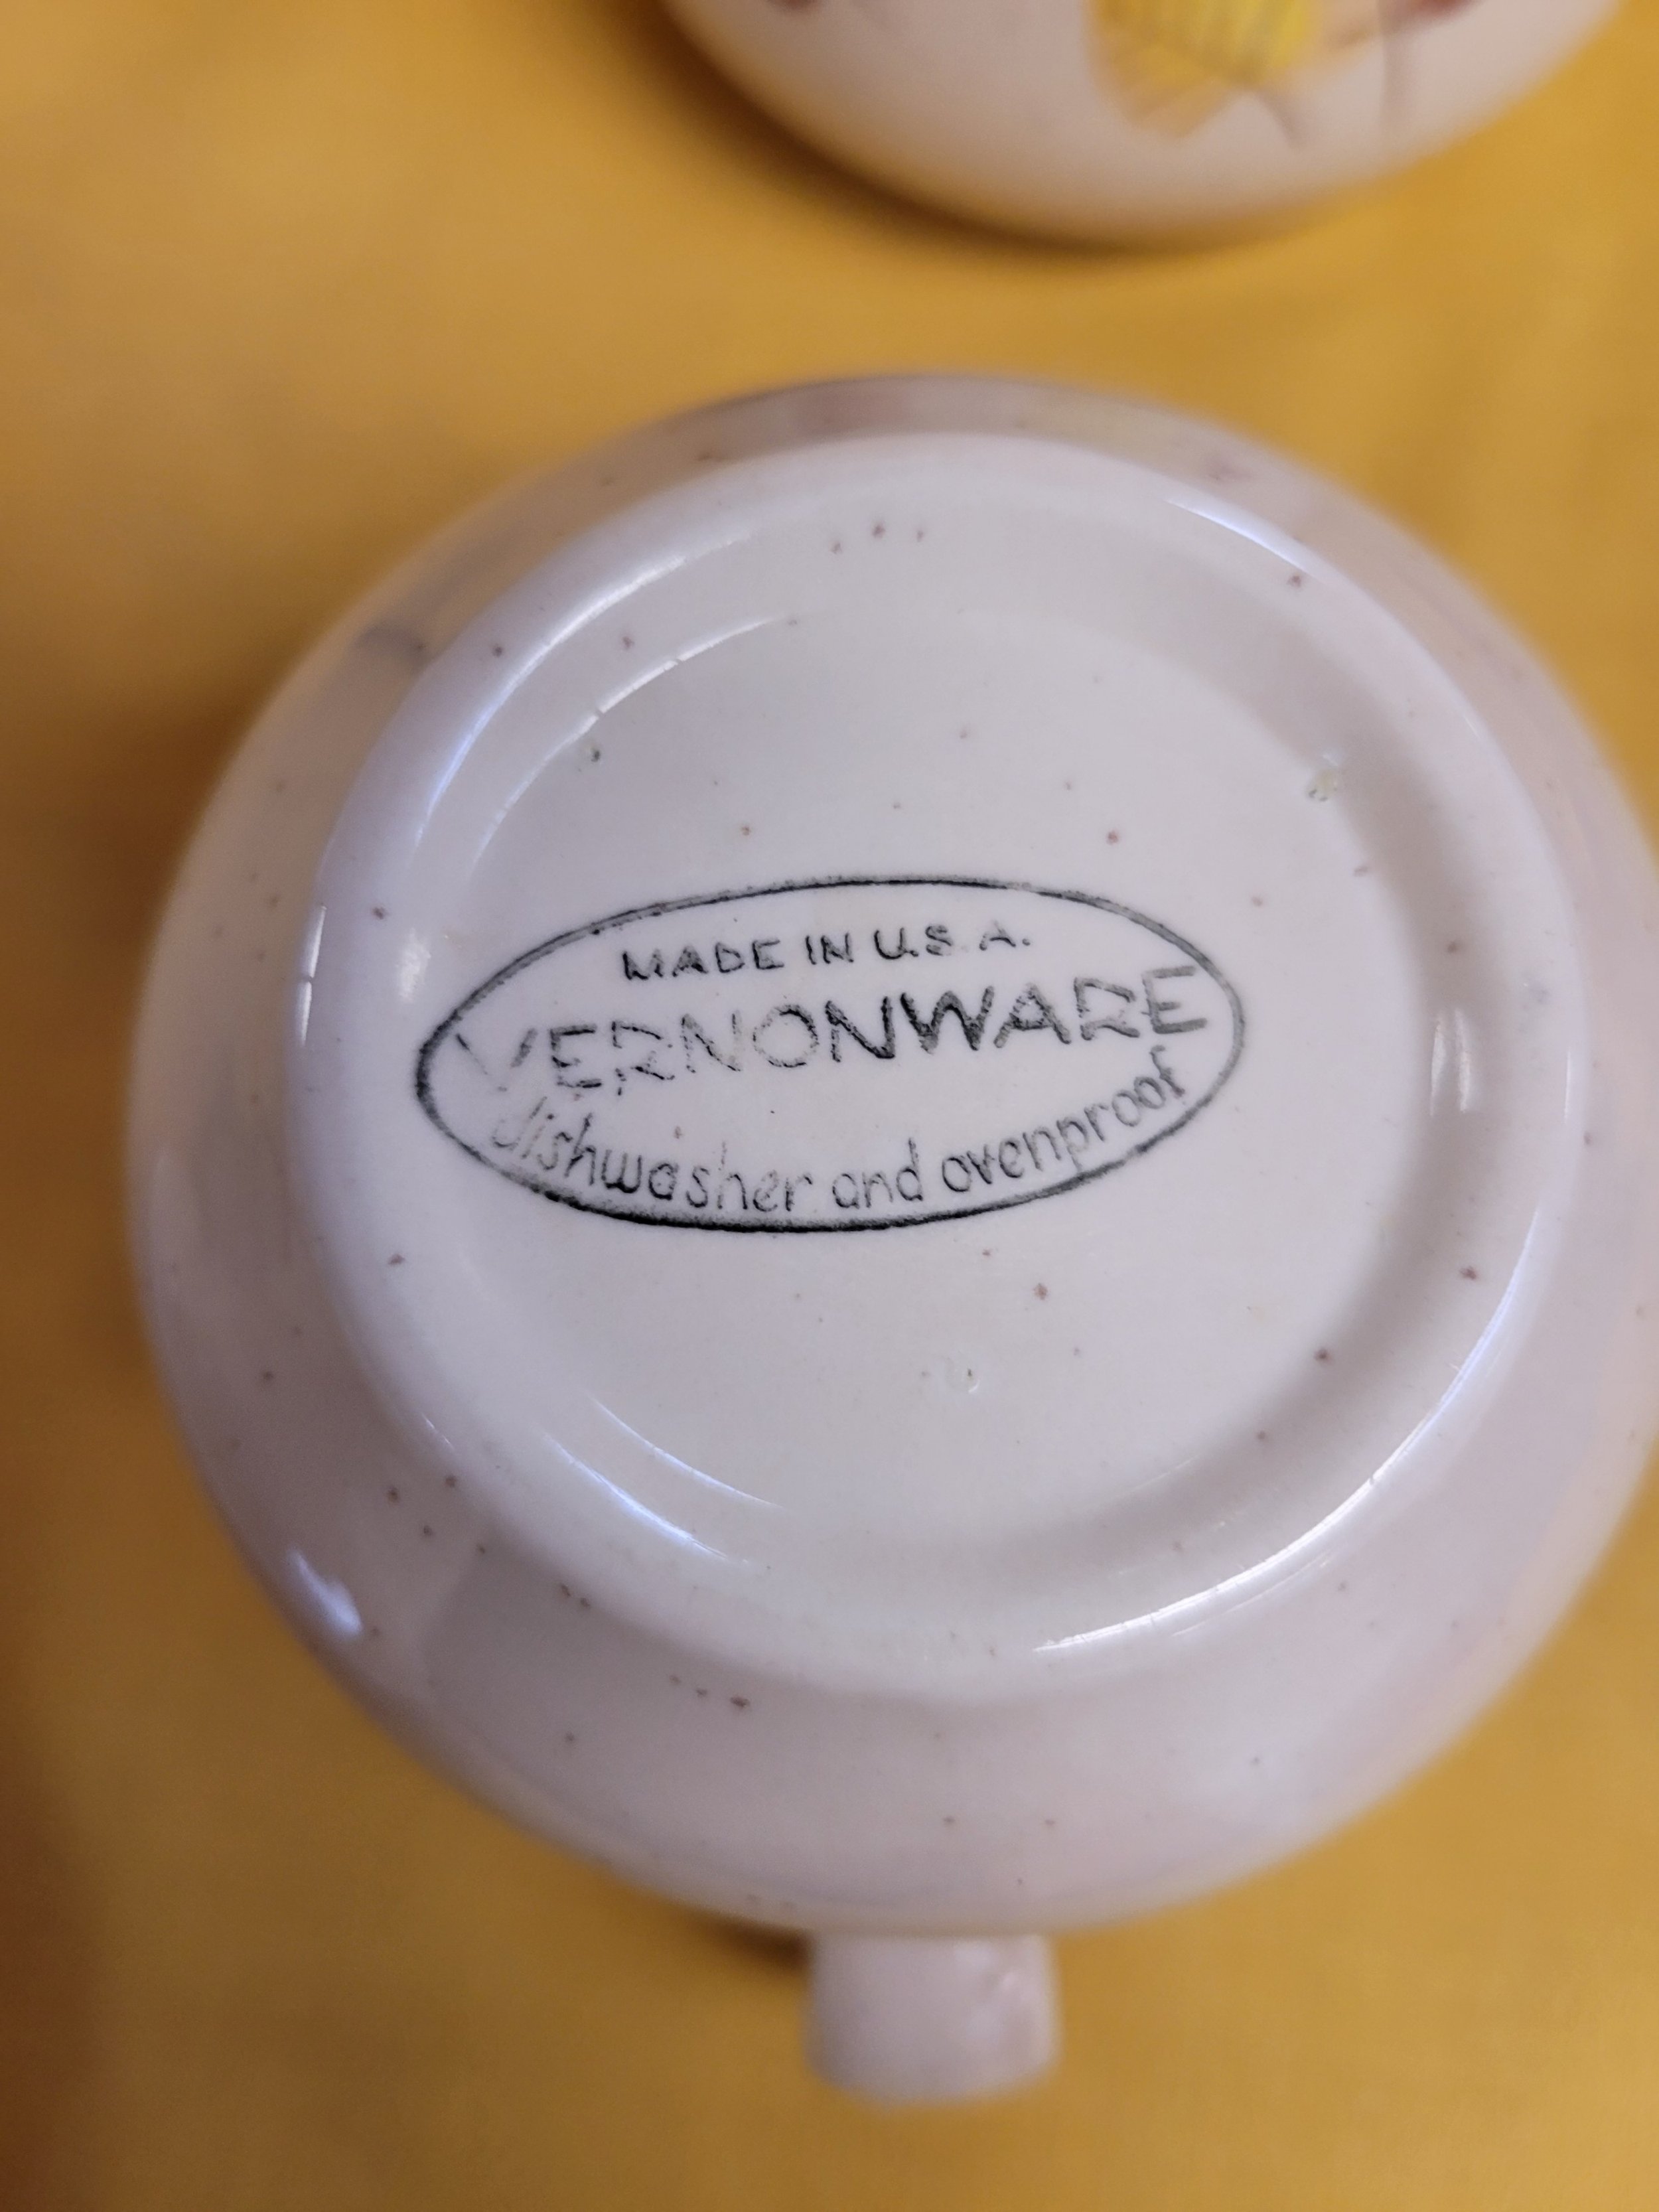 MADE IN U.S.A.
VERNONWARE
dishwasher and ovenproof